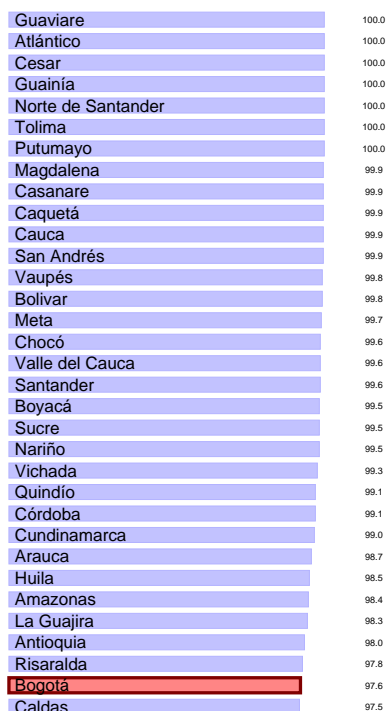 Guaviare 100.0
Atlántico 100.0
Cesar 100.0
Guainía 100.0
Norte de Santander 100.0
Tolima 100.0
Putumayo 100.0
Magdalena 99.9
Casanare 99.9
Caquetá 99.9
Cauca 99.9
San Andrés 99.9
Vaupés 99.8
Bolivar 99.8
Meta 99.7
Chocó 99.6
Valle del Cauca 99.6
Santander 99.6
Boyacá 99.5
Sucre 99.5
Nariño 99.5
Vichada 99.3
Quindío 99.1
Córdoba 99.1
Cundinamarca 99.0
Arauca 98.7
Huila 98.5
Amazonas 98.4
La Guajira 98.3
Antioquia 98.0
Risaralda 97.8
Bogotá 97.6
Caldas 97.5